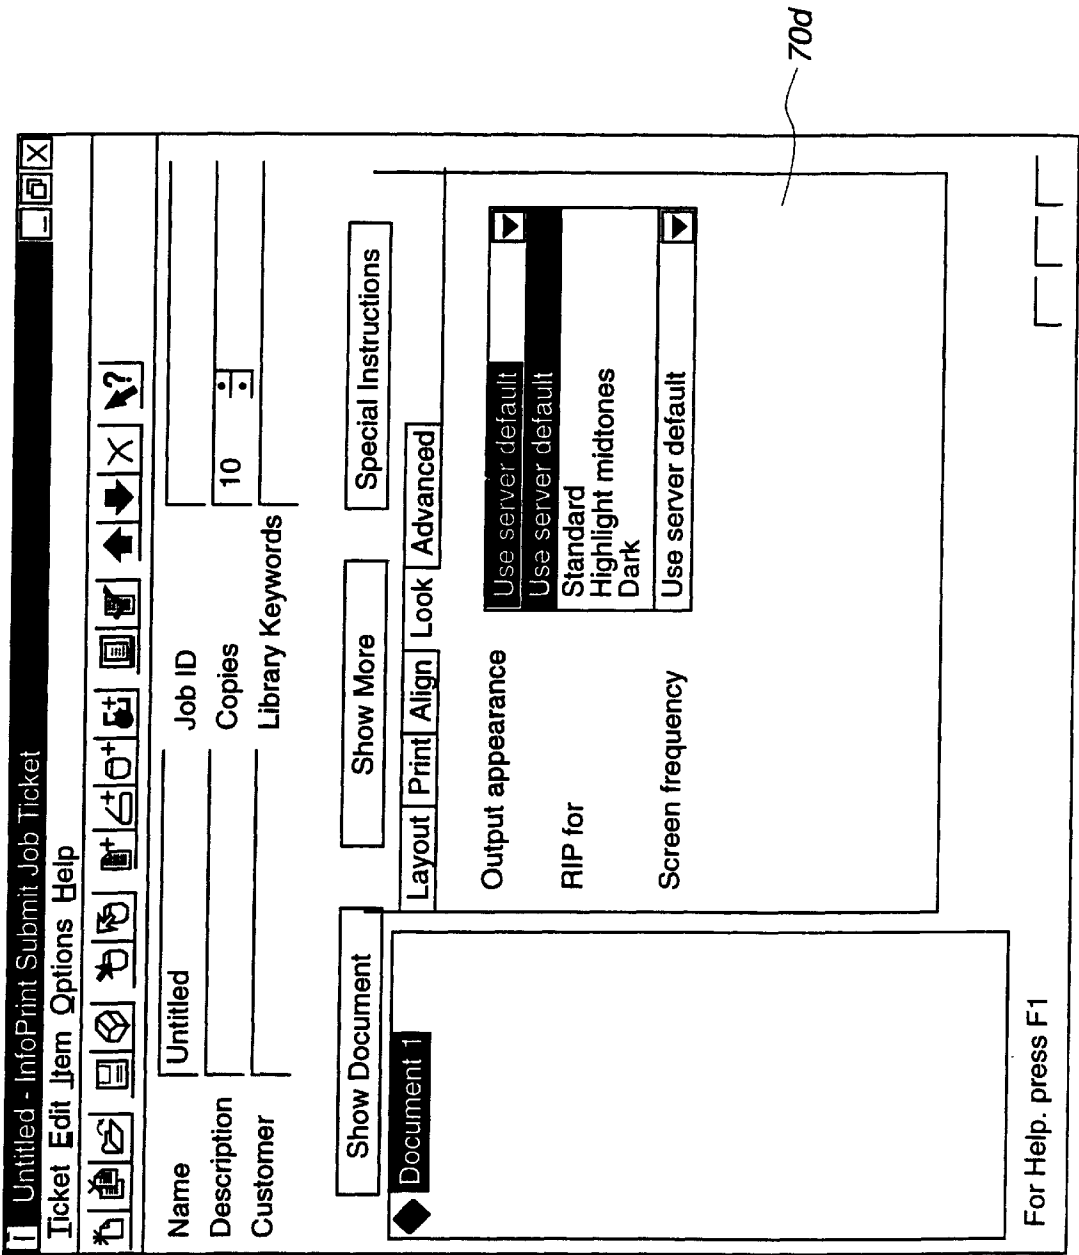 Untitled - InfoPrint Submit Job Ticket
Ticket Edit Item Options Help
Name Untitled Job ID
Description Copies 10
Customer Library Keywords
Show Document Show More Special Instructions
Document 1
Layout Print Align Look Advanced
Output appearance Use server default
Use server default
RIP for Standard
Highlight midtones
Dark
Screen frequency Use server default
For Help. press F1
70d